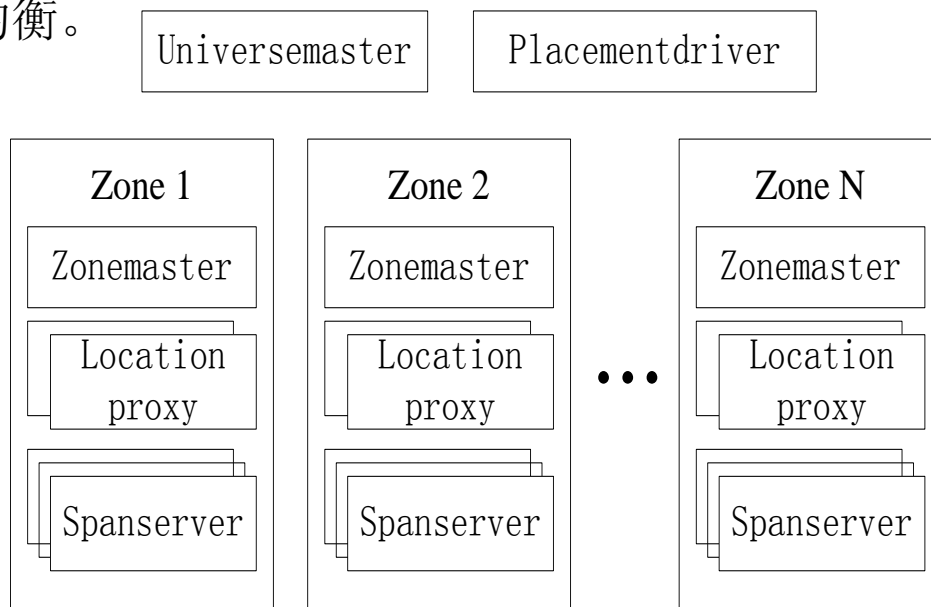 衡。
Universemaster Placementdriver
Zone 1 Zone 2 Zone N
Zonemaster Zonemaster Zonemaster
Location Location Location
proxy proxy proxy
•••
Spanserver Spanserver Spanserver